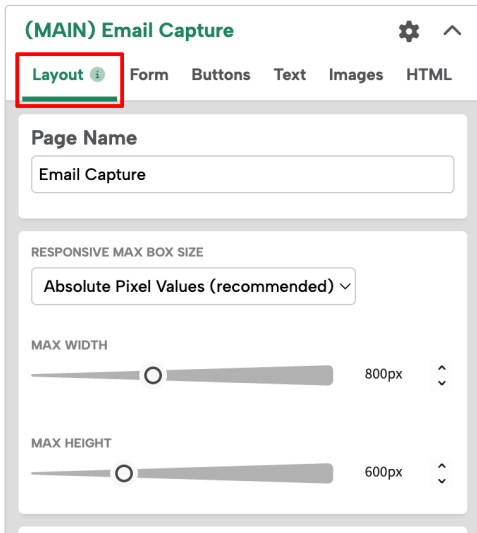 (MAIN) Email Capture
Layout i Form Buttons Text Images HTML
Page Name
Email Capture
RESPONSIVE MAX BOX SIZE
Absolute Pixel Values (recommended)
MAX WIDTH
800px
MAX HEIGHT
600px